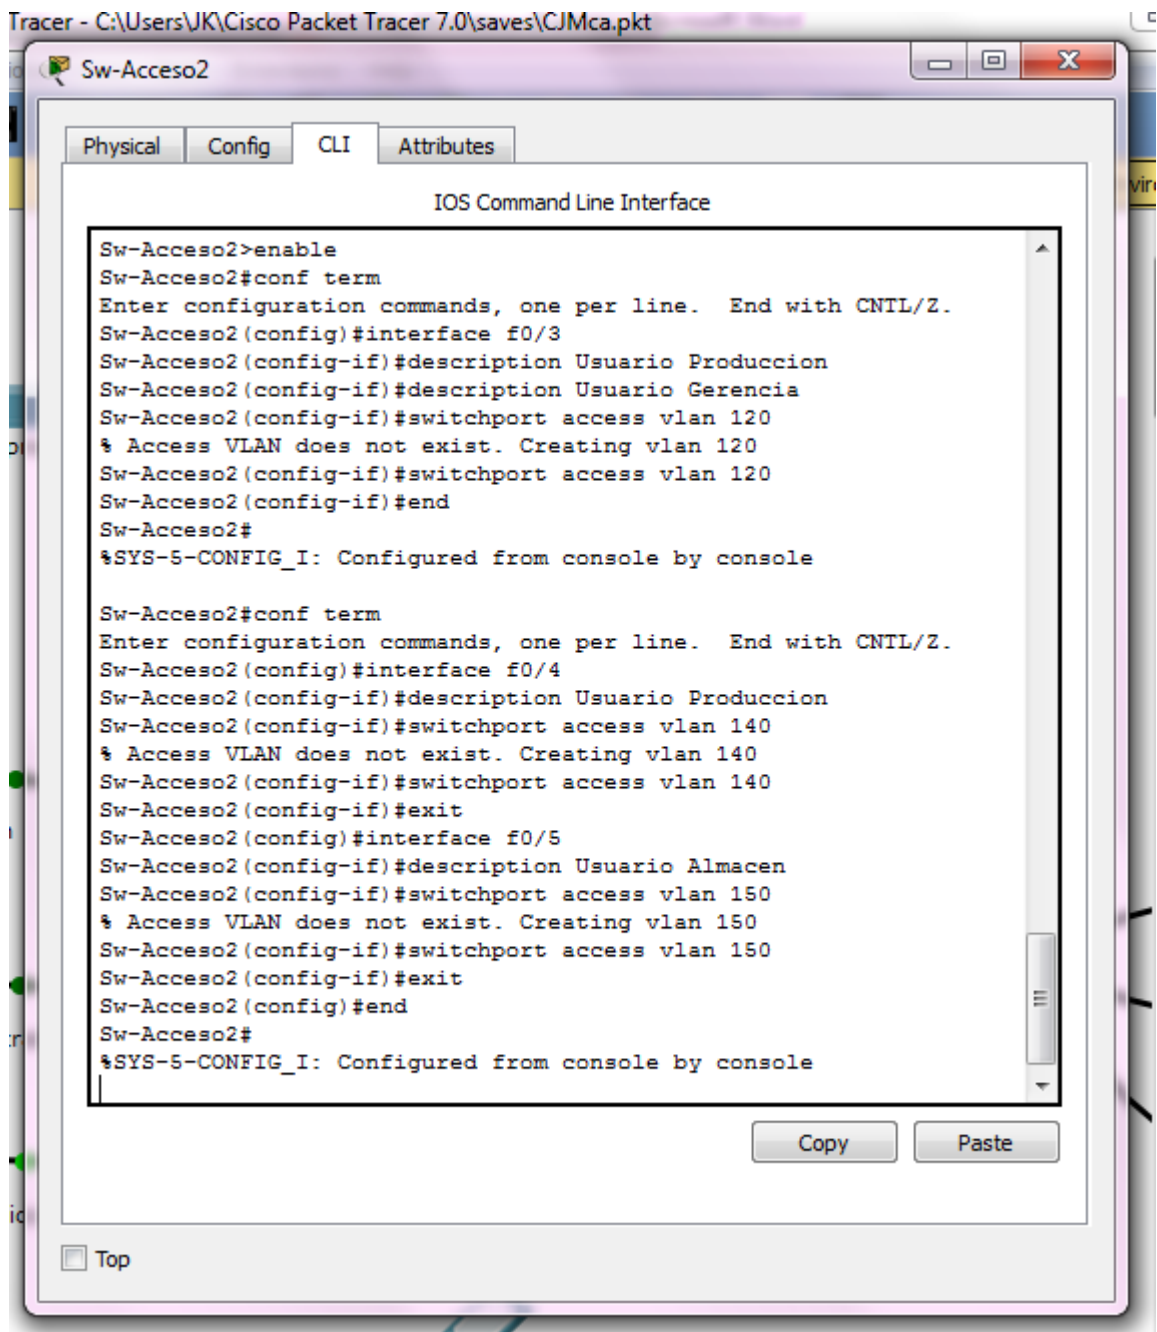 Tracer - C:\Users\JK\Cisco Packet Tracer 7.0\saves\CJMca.pkt
Sw-Acceso2
Physical Config CLI Attributes
IOS Command Line Interface
Sw-Acceso2>enable
Sw-Acceso2#conf term
Enter configuration commands, one per line.  End with CNTL/Z.
Sw-Acceso2(config)#interface f0/3
Sw-Acceso2(config-if)#description Usuario Produccion
Sw-Acceso2(config-if)#description Usuario Gerencia
Sw-Acceso2(config-if)#switchport access vlan 120
% Access VLAN does not exist. Creating vlan 120
Sw-Acceso2(config-if)#switchport access vlan 120
Sw-Acceso2(config-if)#end
Sw-Acceso2#
%SYS-5-CONFIG_I: Configured from console by console
Sw-Acceso2#conf term
Enter configuration commands, one per line.  End with CNTL/Z.
Sw-Acceso2(config)#interface f0/4
Sw-Acceso2(config-if)#description Usuario Produccion
Sw-Acceso2(config-if)#switchport access vlan 140
% Access VLAN does not exist. Creating vlan 140
Sw-Acceso2(config-if)#switchport access vlan 140
Sw-Acceso2(config-if)#exit
Sw-Acceso2(config)#interface f0/5
Sw-Acceso2(config-if)#description Usuario Almacen
Sw-Acceso2(config-if)#switchport access vlan 150
% Access VLAN does not exist. Creating vlan 150
Sw-Acceso2(config-if)#switchport access vlan 150
Sw-Acceso2(config-if)#exit
Sw-Acceso2(config)#end
Sw-Acceso2#
%SYS-5-CONFIG_I: Configured from console by console
Copy Paste
Top